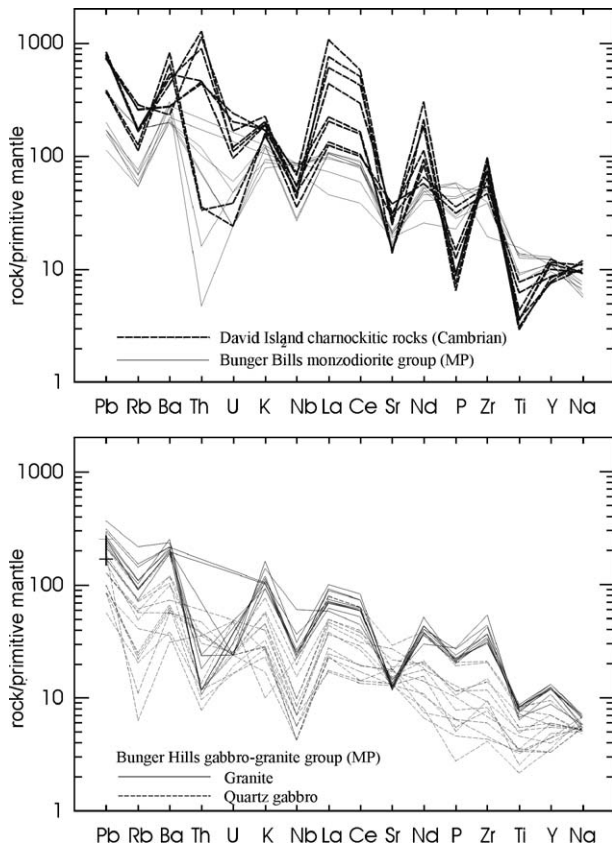 1000
100
10
1
rock/primitive mantle
David Isl2nd charnockitic rocks (Cambrian)
Bunger Bills monzodiorite group (MP)
Pb Rb Ba Th U K Nb La Ce Sr Nd P Zr Ti Y Na
1000
100
10
1
rock/primitive mantle
Bunger Hills gabbro-granite group (MP)
Granite
Quartz gabbro
Pb Rb Ba Th U K Nb La Ce Sr Nd P Zr Ti Y Na